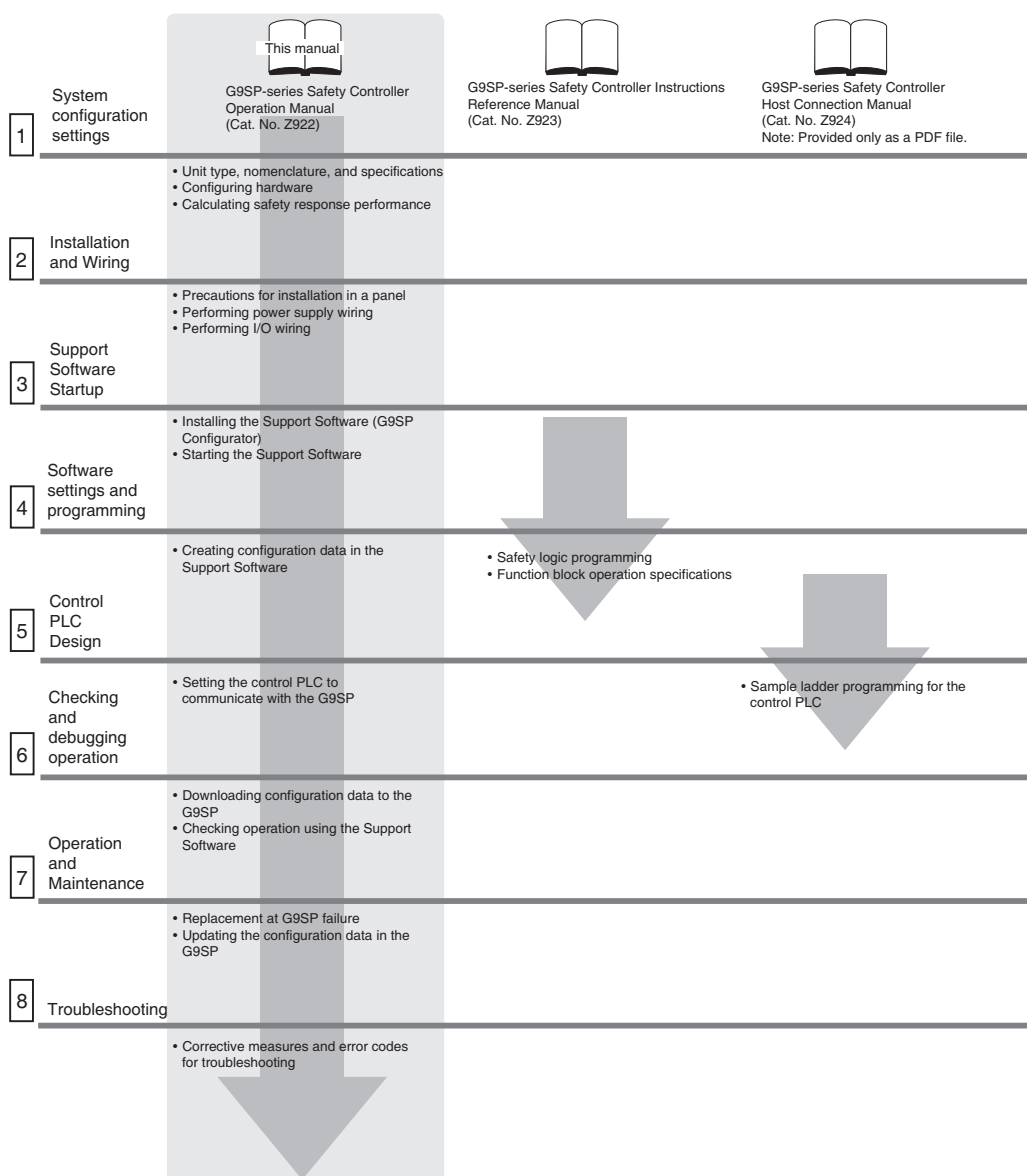 This manual
G9SP-series Safety Controller
Operation Manual
(Cat. No. Z922)
G9SP-series Safety Controller Instructions
Reference Manual
(Cat. No. Z923)
G9SP-series Safety Controller
Host Connection Manual
(Cat. No. Z924)
Note: Provided only as a PDF file.
1
System
configuration
settings
• Unit type, nomenclature, and specifications
• Configuring hardware
• Calculating safety response performance
2
Installation
and Wiring
• Precautions for installation in a panel
• Performing power supply wiring
• Performing I/O wiring
3
Support
Software
Startup
• Installing the Support Software (G9SP
Configurator)
• Starting the Support Software
4
Software
settings and
programming
• Creating configuration data in the
Support Software
• Safety logic programming
• Function block operation specifications
5
Control
PLC
Design
• Setting the control PLC to
communicate with the G9SP
• Sample ladder programming for the
control PLC
6
Checking
and
debugging
operation
• Downloading configuration data to the
G9SP
• Checking operation using the Support
Software
7
Operation
and
Maintenance
• Replacement at G9SP failure
• Updating the configuration data in the
G9SP
8
Troubleshooting
• Corrective measures and error codes
for troubleshooting